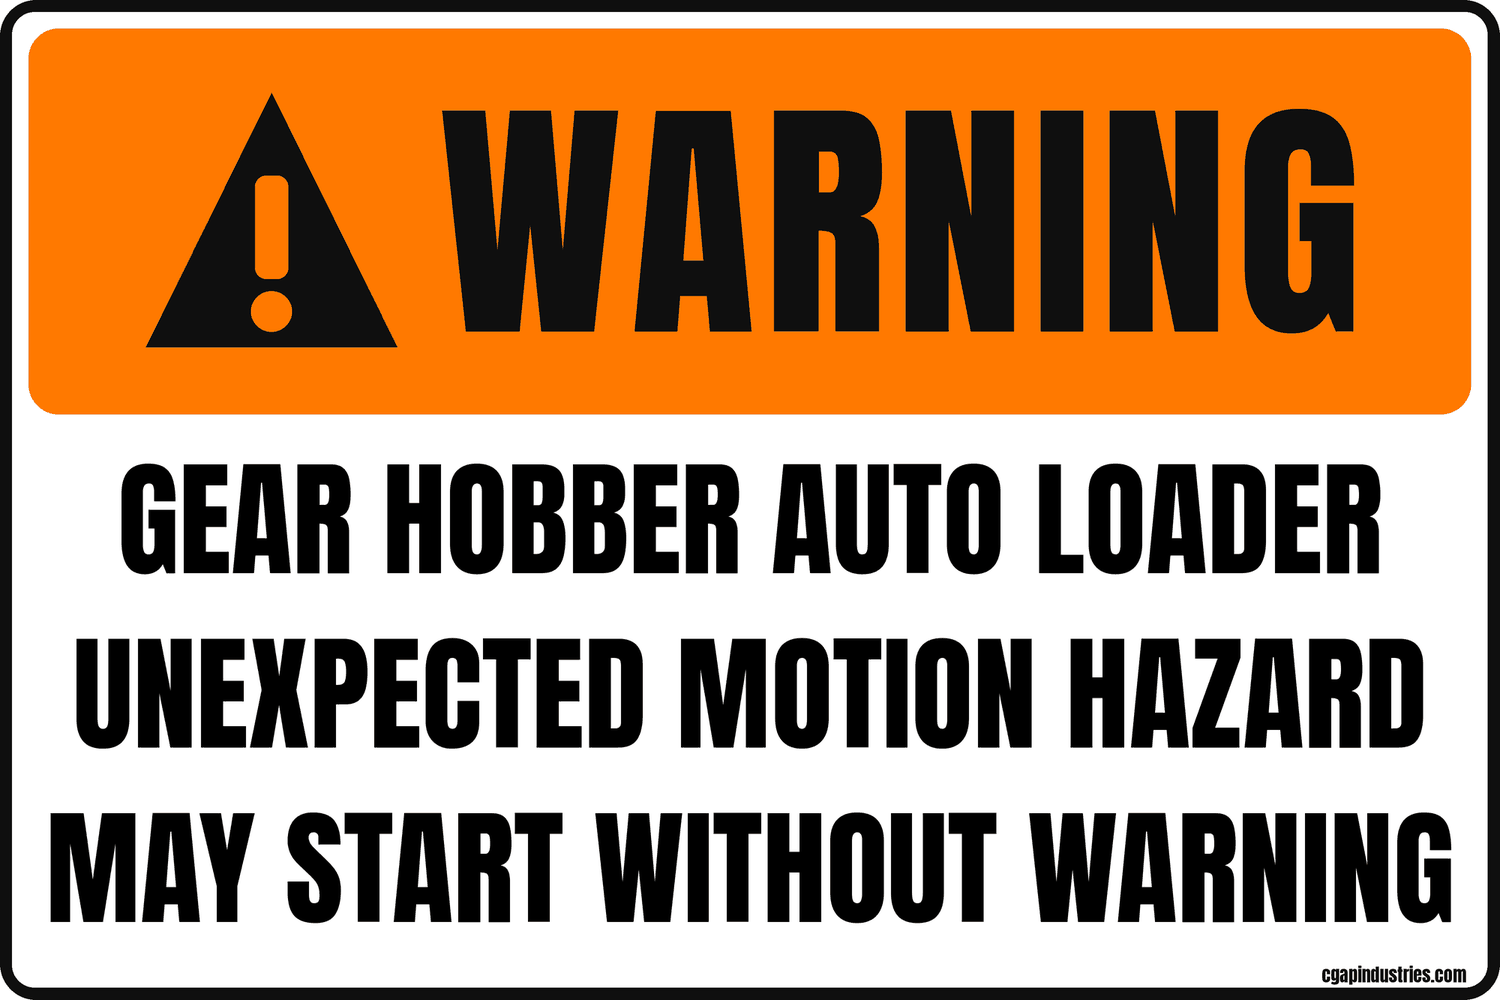 WARNING
GEAR HOBBER AUTO LOADER
UNEXPECTED MOTION HAZARD
MAY START WITHOUT WARNING
cgapindustries.com